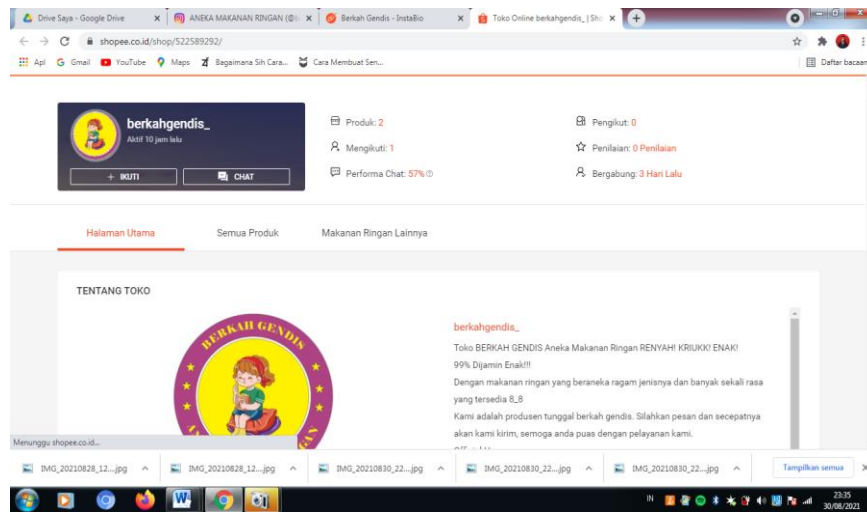 Drive Saya - Google Drive
ANEKA MAKANAN RINGAN (@b
Berkah Gendis - InstaBio
Toko Online berkahgendis_ | Sho
shopee.co.id/shop/522589292/
Apl Gmail YouTube Maps Bagaimana Sih Cara... Cara Membuat Sen... Daftar bacaan
berkahgendis_
Aktif 10 jam lalu
+ IKUTI CHAT
Produk: 2
Pengikut: 0
Mengikuti: 1
Penilaian: 0 Penilaian
Performa Chat: 57%
Bergabung: 3 Hari Lalu
Halaman Utama Semua Produk Makanan Ringan Lainnya
TENTANG TOKO
BERKAH GENDIS
berkahgendis_
Toko BERKAH GENDIS Aneka Makanan Ringan RENYAH! KRIUKK! ENAK!
99% Dijamin Enak!!!
Dengan makanan ringan yang beraneka ragam jenisnya dan banyak sekali rasa
yang tersedia 8_8
Kami adalah produsen tunggal berkah gendis. Silahkan pesan dan secepatnya
akan kami kirim, semoga anda puas dengan pelayanan kami.
Menunggu shopee.co.id...
IMG_20210828_12....jpg IMG_20210828_12....jpg IMG_20210830_22....jpg IMG_20210830_22....jpg IMG_20210830_22....jpg Tampilkan semua
IN 23:35
30/08/2021